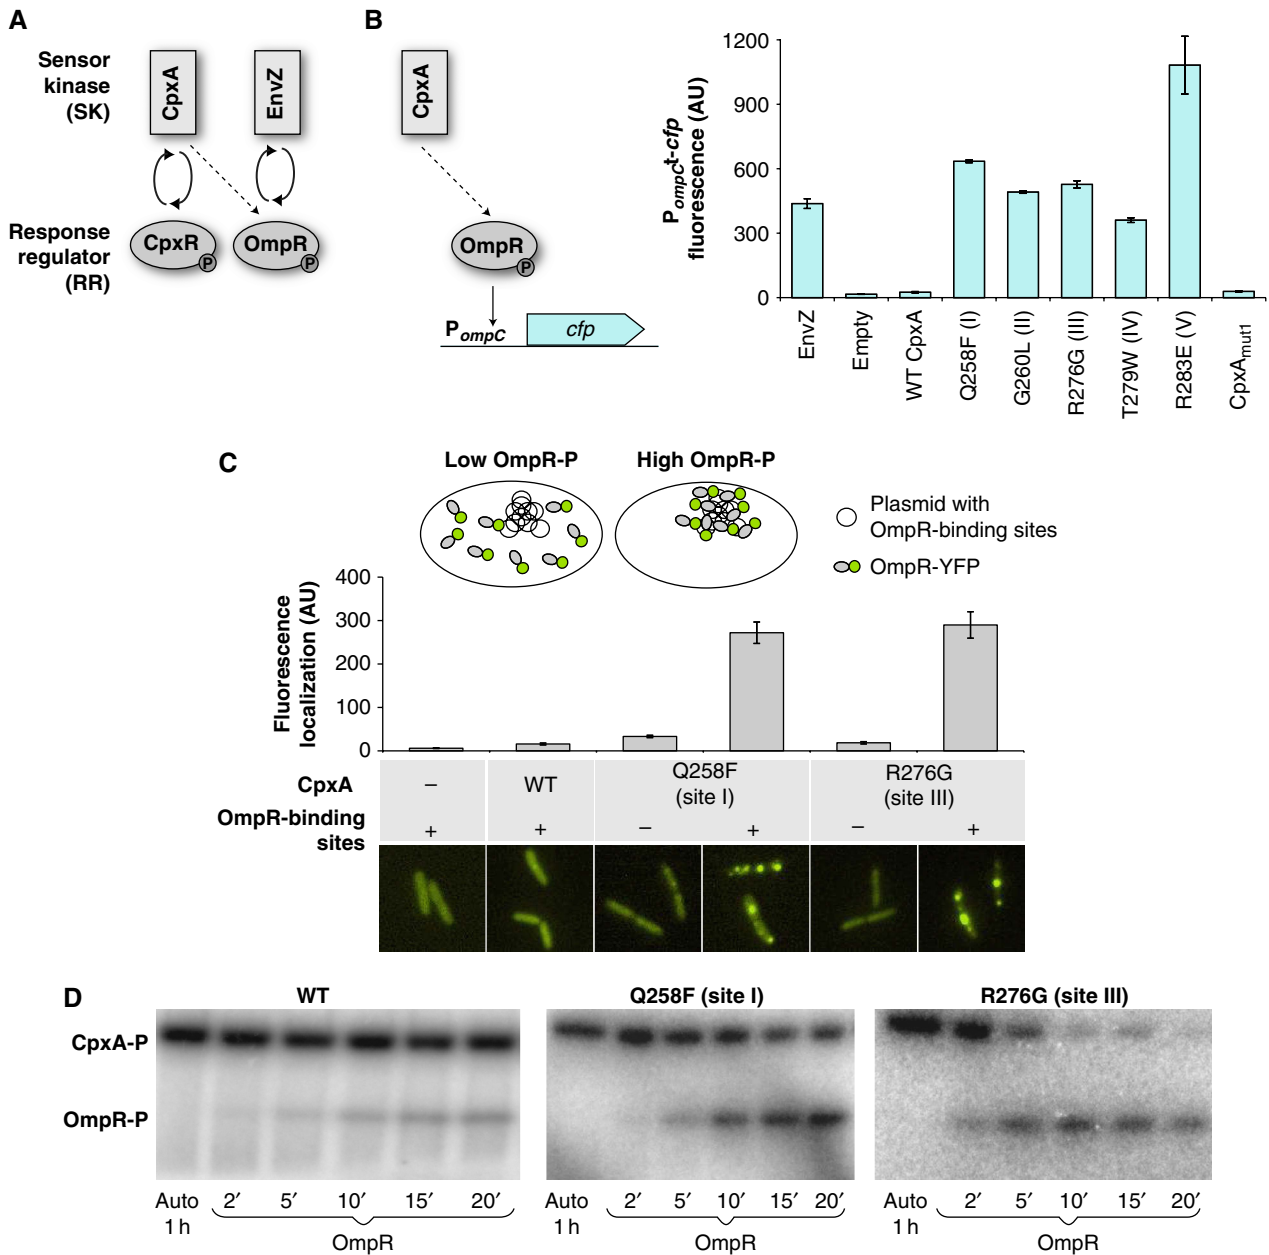 A
Sensor
kinase
(SK)
CpxA
EnvZ
Response
regulator
(RR)
CpxR
P
OmpR
P
B
CpxA
OmpR
P
PompC
cfp
PompCt-cfp
fluorescence (AU)
1200
900
600
300
0
EnvZ
Empty
WT CpxA
Q258F (I)
G260L (II)
R276G (III)
T279W (IV)
R283E (V)
CpxAmut1
C
Low OmpR-P
High OmpR-P
Plasmid with
OmpR-binding sites
OmpR-YFP
Fluorescence
localization (AU)
400
300
200
100
0
CpxA
– WT Q258F (site I) R276G (site III)
OmpR-binding
sites
+ + – + – +
D
WT
Q258F (site I)
R276G (site III)
CpxA-P
OmpR-P
Auto 1 h 2′ 5′ 10′ 15′ 20′
OmpR
Auto 1 h 2′ 5′ 10′ 15′ 20′
OmpR
Auto 1 h 2′ 5′ 10′ 15′ 20′
OmpR